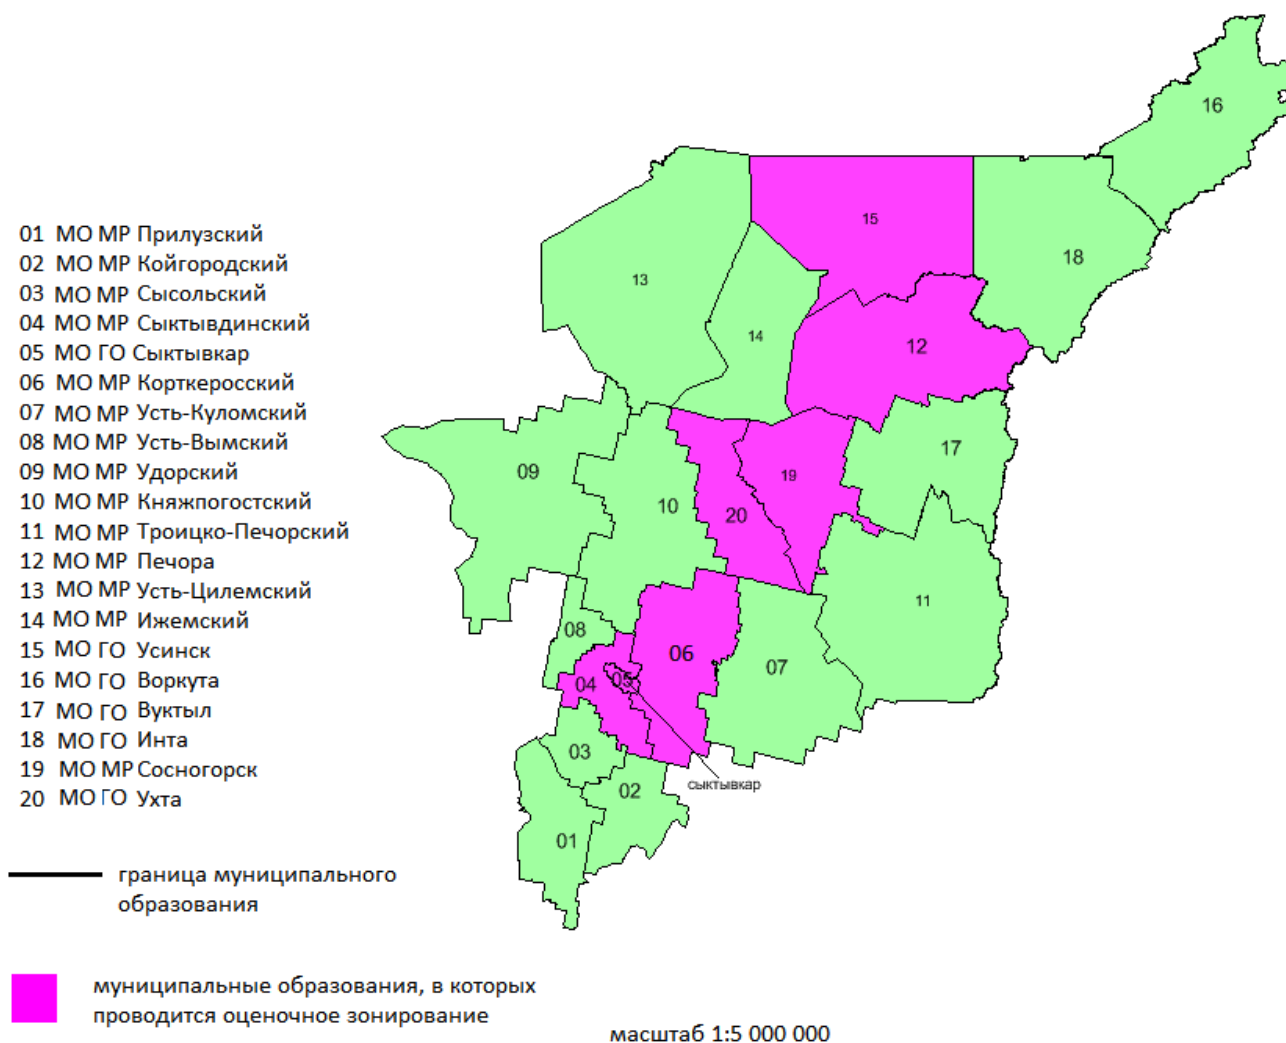 01 МО МР Прилузский
02 МО МР Койгородский
03 МО МР Сысольский
04 МО МР Сыктывдинский
05 МО ГО Сыктывкар
06 МО МР Корткеросский
07 МО МР Усть-Куломский
08 МО МР Усть-Вымский
09 МО МР Удорский
10 МО МР Княжпогостский
11 МО МР Троицко-Печорский
12 МО МР Печора
13 МО МР Усть-Цилемский
14 МО МР Ижемский
15 МО ГО Усинск
16 МО ГО Воркута
17 МО ГО Вуктыл
18 МО ГО Инта
19 МО МР Сосногорск
20 МО ГО Ухта
граница муниципального
образования
муниципальные образования, в которых
проводится оценочное зонирование
масштаб 1:5 000 000
16
15
18
13
14
12
17
09
19
10
20
11
08
06
07
04
05
03
сыктывкар
02
01